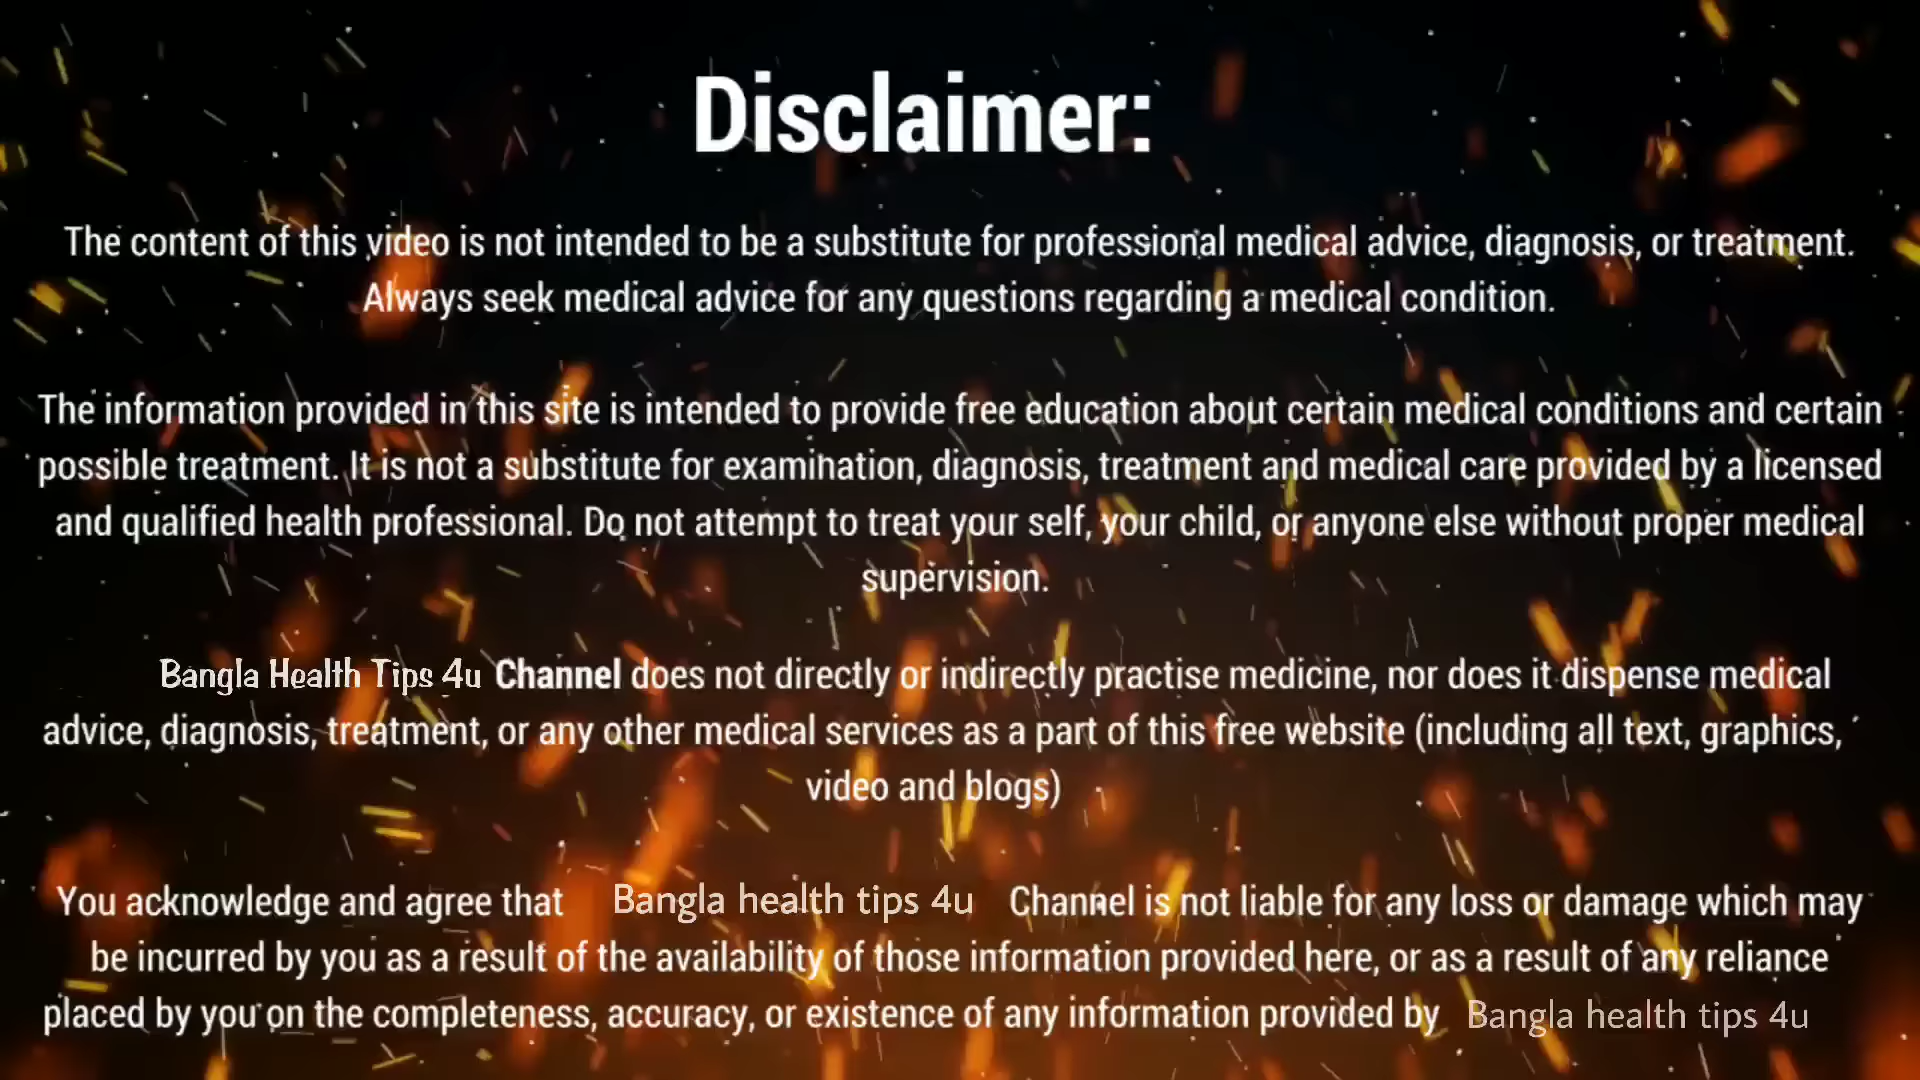 Disclaimer:
The content of this video is not intended to be a substitute for professional medical advice, diagnosis, or treatment.
Always seek medical advice for any questions regarding a medical condition.
The information provided in this site is intended to provide free education about certain medical conditions and certain
possible treatment. It is not a substitute for examination, diagnosis, treatment and medical care provided by a licensed
and qualified health professional. Do not attempt to treat your self, your child, or anyone else without proper medical
supervision.
Bangla Health Tips 4u Channel does not directly or indirectly practise medicine, nor does it dispense medical
advice, diagnosis, treatment, or any other medical services as a part of this free website (including all text, graphics,
video and blogs)
You acknowledge and agree that Bangla health tips 4u Channel is not liable for any loss or damage which may
be incurred by you as a result of the availability of those information provided here, or as a result of any reliance
placed by you on the completeness, accuracy, or existence of any information provided by Bangla health tips 4u